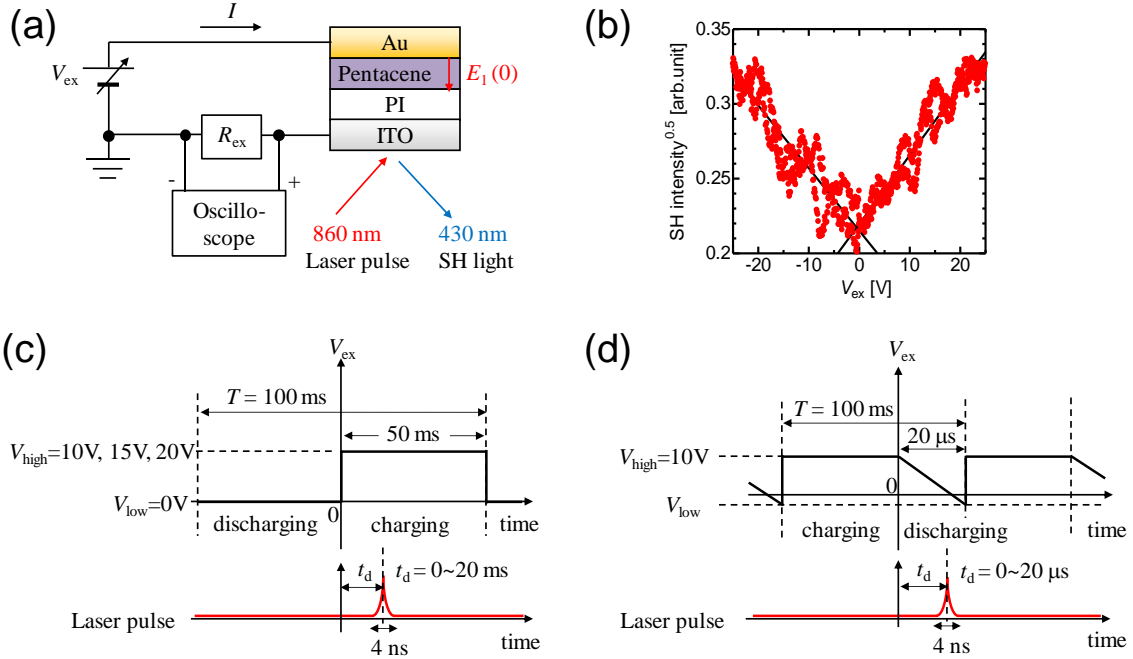 (a)
I
Au
Pentacene
E₁ (0)
PI
ITO
V_ex
R_ex
-
+
Oscillo-
scope
860 nm
Laser pulse
430 nm
SH light
(b)
0.35
0.3
0.25
0.2
SH intensity^0.5 [arb.unit]
-20
-10
0
10
20
V_ex [V]
(c)
V_ex
T = 100 ms
50 ms
V_high=10V, 15V, 20V
V_low=0V
0
discharging
charging
time
t_d
t_d = 0~20 ms
Laser pulse
time
4 ns
(d)
V_ex
T = 100 ms
20 μs
V_high=10V
0
V_low
charging
discharging
time
t_d
t_d = 0~20 μs
Laser pulse
time
4 ns